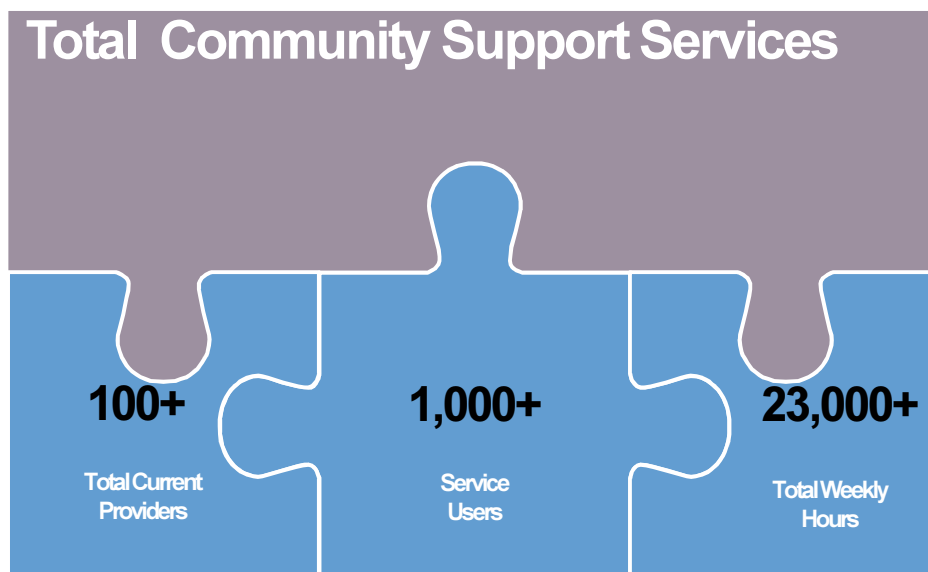 Total Community Support Services
100+
1,000+
23,000+
Total Current
Providers
Service
Users
Total Weekly
Hours